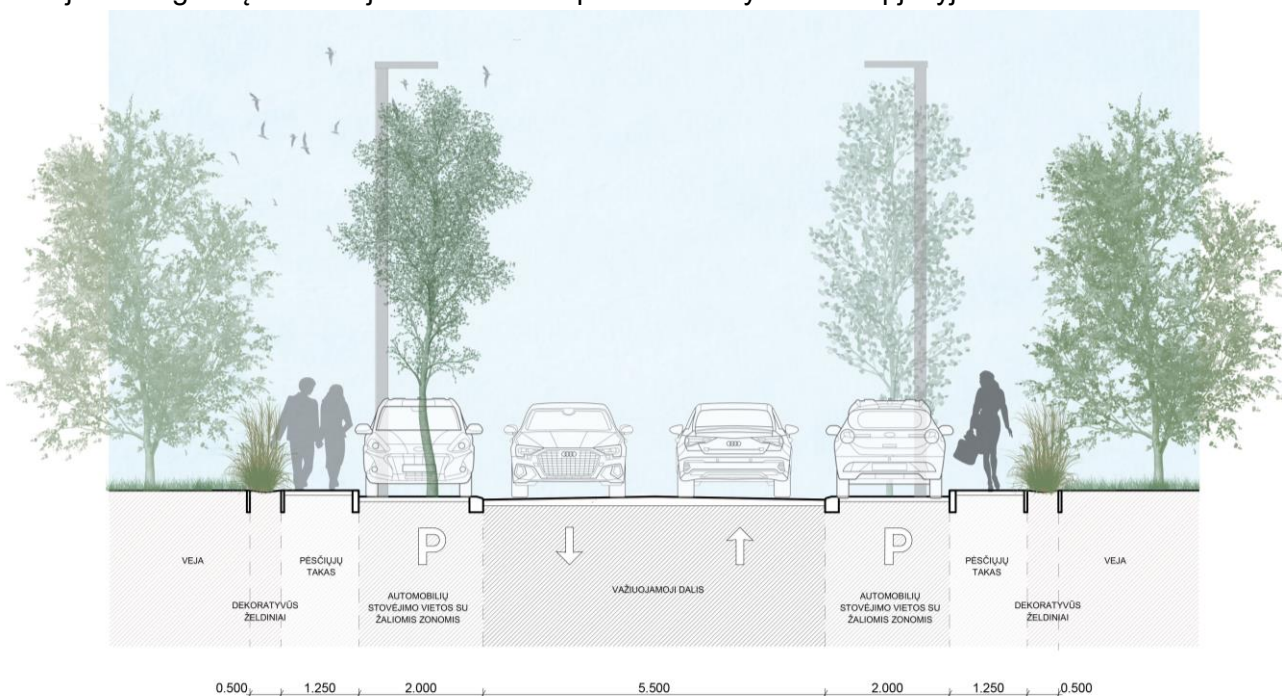 VEJA
PĖSČIŲJŲ
TAKAS
DEKORATYVŪS
ŽELDINIAI
P
AUTOMOBILIŲ
STOVĖJIMO VIETOS SU
ŽALIOMIS ZONOMIS
VAŽIUOJAMOJI DALIS
P
AUTOMOBILIŲ
STOVĖJIMO VIETOS SU
ŽALIOMIS ZONOMIS
PĖSČIŲJŲ
TAKAS
DEKORATYVŪS
ŽELDINIAI
VEJA
0.500 1.250 2.000 5.500 2.000 1.250 0.500